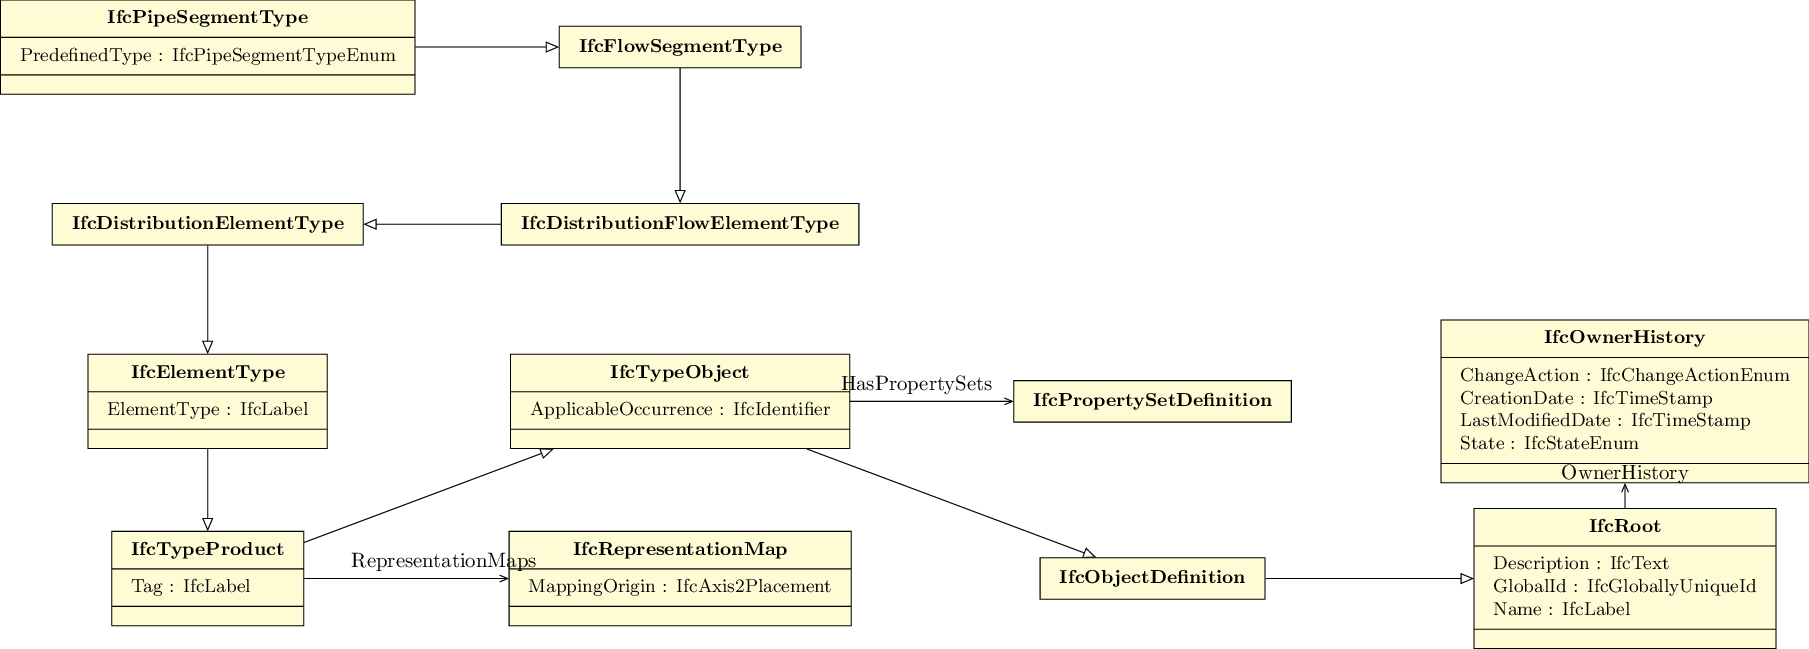 IfcPipeSegmentType
PredefinedType : IfcPipeSegmentTypeEnum
IfcFlowSegmentType
IfcDistributionElementType
IfcDistributionFlowElementType
IfcElementType
ElementType : IfcLabel
IfcTypeObject
ApplicableOccurrence : IfcIdentifier
HasPropertySets
IfcPropertySetDefinition
IfcOwnerHistory
ChangeAction : IfcChangeActionEnum
CreationDate : IfcTimeStamp
LastModifiedDate : IfcTimeStamp
State : IfcStateEnum
OwnerHistory
IfcTypeProduct
Tag : IfcLabel
RepresentationMaps
IfcRepresentationMap
MappingOrigin : IfcAxis2Placement
IfcObjectDefinition
IfcRoot
Description : IfcText
GlobalId : IfcGloballyUniqueId
Name : IfcLabel